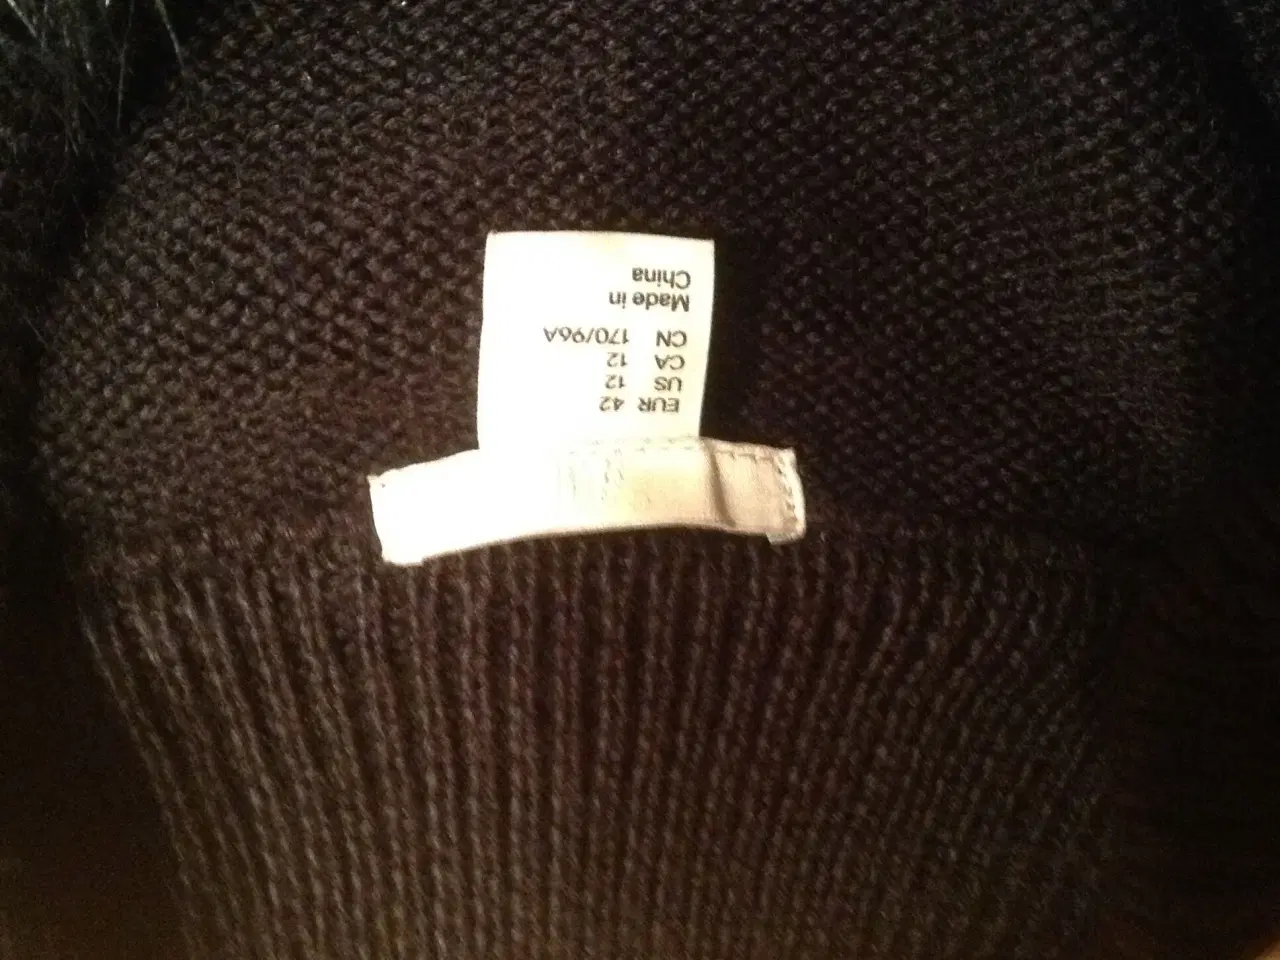 EUR 42
US 12
CA 12
CN 170/96A
Made in
China